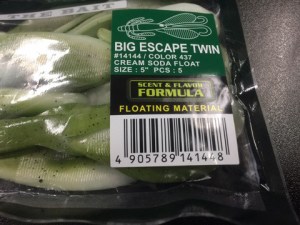 THE BAIT
BIG ESCAPE TWIN
#14144 / COLOR 437
CREAM SODA FLOAT
SIZE : 5" PCS : 5
SCENT & FLAVOR
FORMULA
FLOATING MATERIAL
4 905789 141448